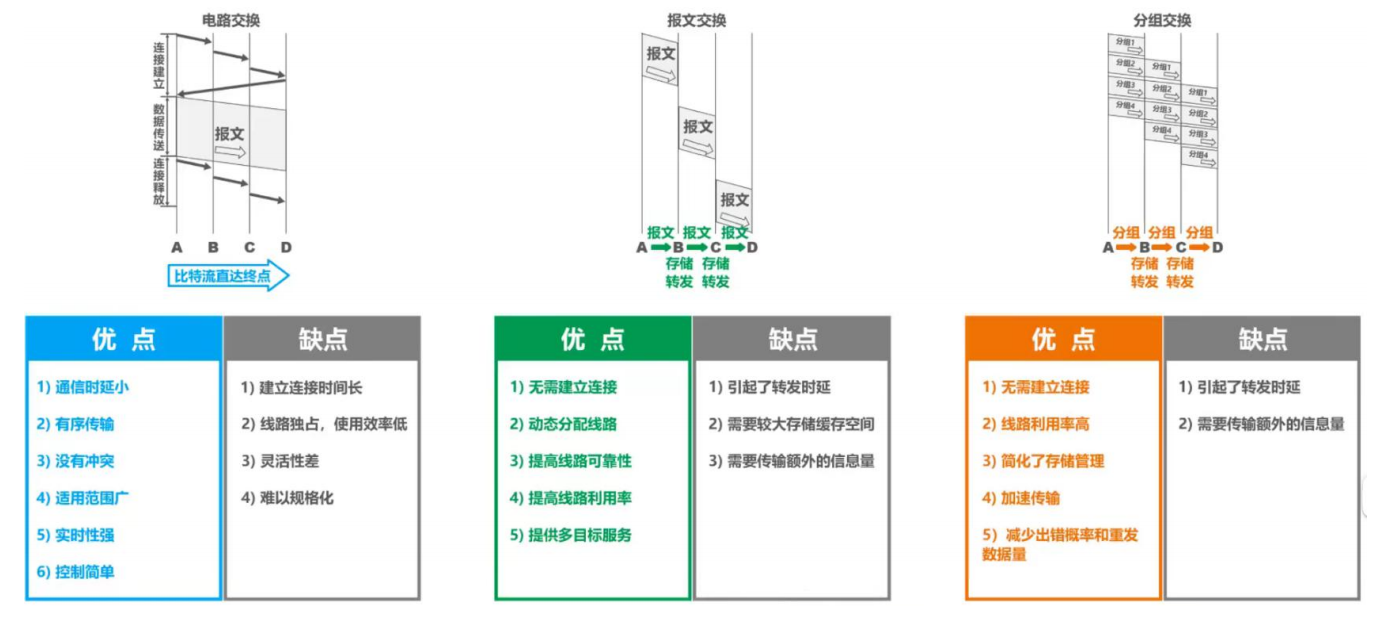 电路交换
连接建立
数据传送
连接释放
报文
A B C D
比特流直达终点
优 点
缺点
1) 通信时延小
2) 有序传输
3) 没有冲突
4) 适用范围广
5) 实时性强
6) 控制简单
1) 建立连接时间长
2) 线路独占，使用效率低
3) 灵活性差
4) 难以规格化
报文交换
报文
报文
报文
报文 报文 报文
A B C D
存储 存储
转发 转发
优 点
缺点
1) 无需建立连接
2) 动态分配线路
3) 提高线路可靠性
4) 提高线路利用率
5) 提供多目标服务
1) 引起了转发时延
2) 需要较大存储缓存空间
3) 需要传输额外的信息量
分组交换
分组1
分组2 分组1
分组3 分组2 分组1
分组4 分组3 分组2
分组4 分组3
分组4
分组 分组 分组
A B C D
存储 存储
转发 转发
优 点
缺点
1) 无需建立连接
2) 线路利用率高
3) 简化了存储管理
4) 加速传输
5) 减少出错概率和重发
数据量
1) 引起了转发时延
2) 需要传输额外的信息量